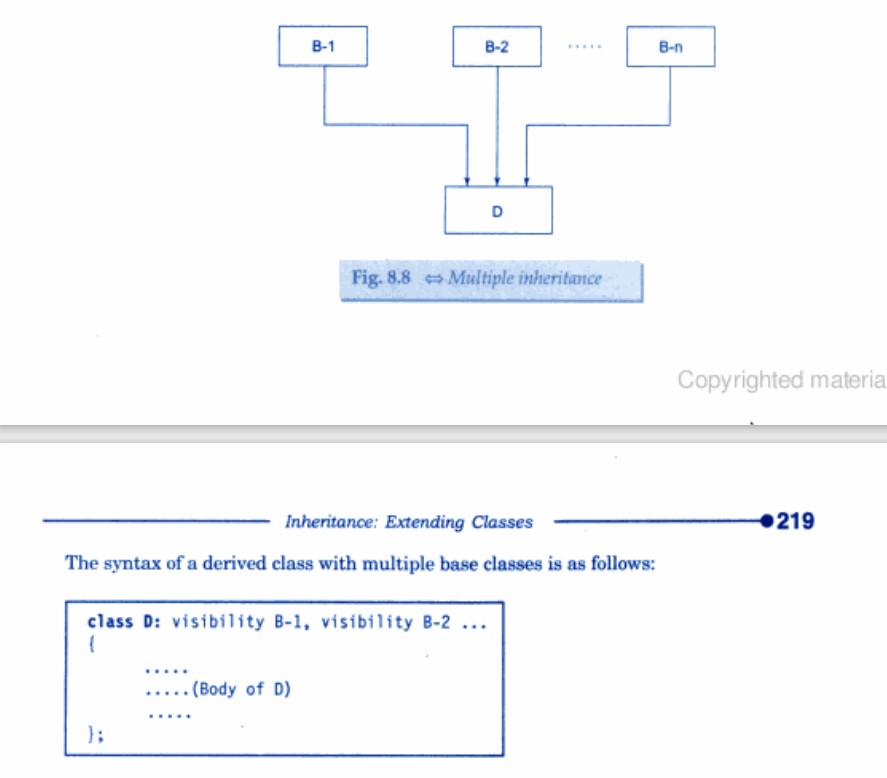 B-1 B-2 ..... B-n
D
Fig. 8.8 ⇔ Multiple inheritance
Copyrighted materia
Inheritance: Extending Classes 219
The syntax of a derived class with multiple base classes is as follows:
class D: visibility B-1, visibility B-2 ...
{
.....
.....(Body of D)
.....
};